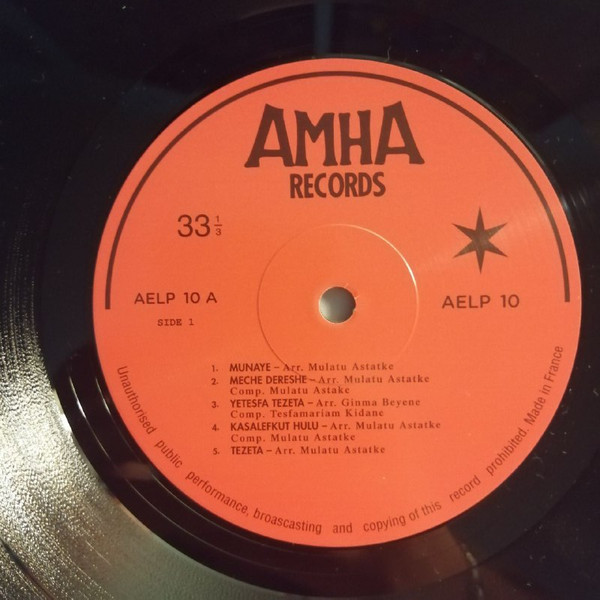 AMHA
RECORDS
33 1/3
AELP 10 A
AELP 10
SIDE 1
1. MUNAYE – Arr. Mulatu Astatke
2. MECHE DERESHE – Arr. Mulatu Astatke
Comp. Mulatu Astake
3. YETESFA TEZETA – Arr. Ginma Beyene
Comp. Tesfamariam Kidane
4. KASALEFKUT HULU – Arr. Mulatu Astatke
Comp. Mulatu Astatke
5. TEZETA – Arr. Mulatu Astatke
Unauthorised public performance, broascasting and copying of this record prohibited. Made in France